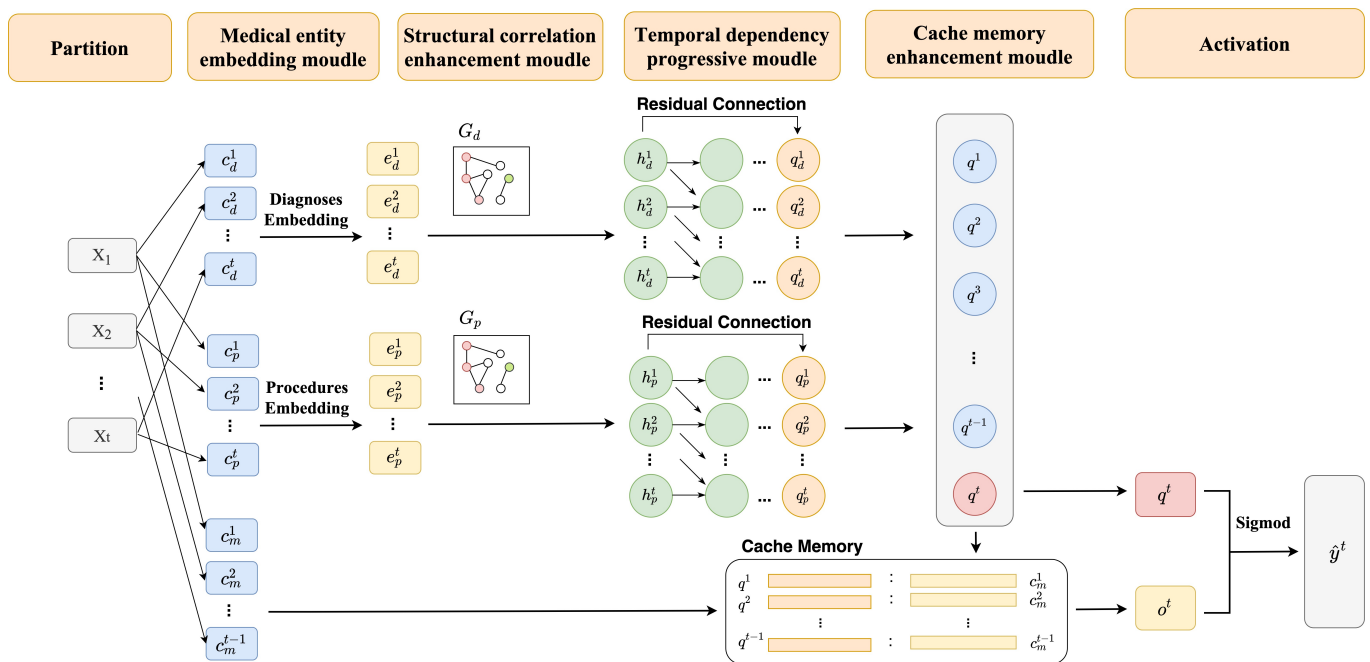 Partition
Medical entity
embedding moudle
Structural correlation
enhancement moudle
Temporal dependency
progressive moudle
Cache memory
enhancement moudle
Activation
X₁
X₂
⋮
Xt
c_d^1
c_d^2
⋮
c_d^t
Diagnoses
Embedding
e_d^1
e_d^2
⋮
e_d^t
G_d
Residual Connection
h_d^1 ... q_d^1
h_d^2 ... q_d^2
⋮ ⋮ ⋮
h_d^t ... q_d^t
c_p^1
c_p^2
⋮
c_p^t
Procedures
Embedding
e_p^1
e_p^2
⋮
e_p^t
G_p
Residual Connection
h_p^1 ... q_p^1
h_p^2 ... q_p^2
⋮ ⋮ ⋮
h_p^t ... q_p^t
q^1
q^2
q^3
⋮
q^{t-1}
q^t
c_m^1
c_m^2
⋮
c_m^{t-1}
Cache Memory
q^1 : c_m^1
q^2 : c_m^2
⋮ ⋮
q^{t-1} : c_m^{t-1}
q^t
o^t
Sigmod
ŷ^t